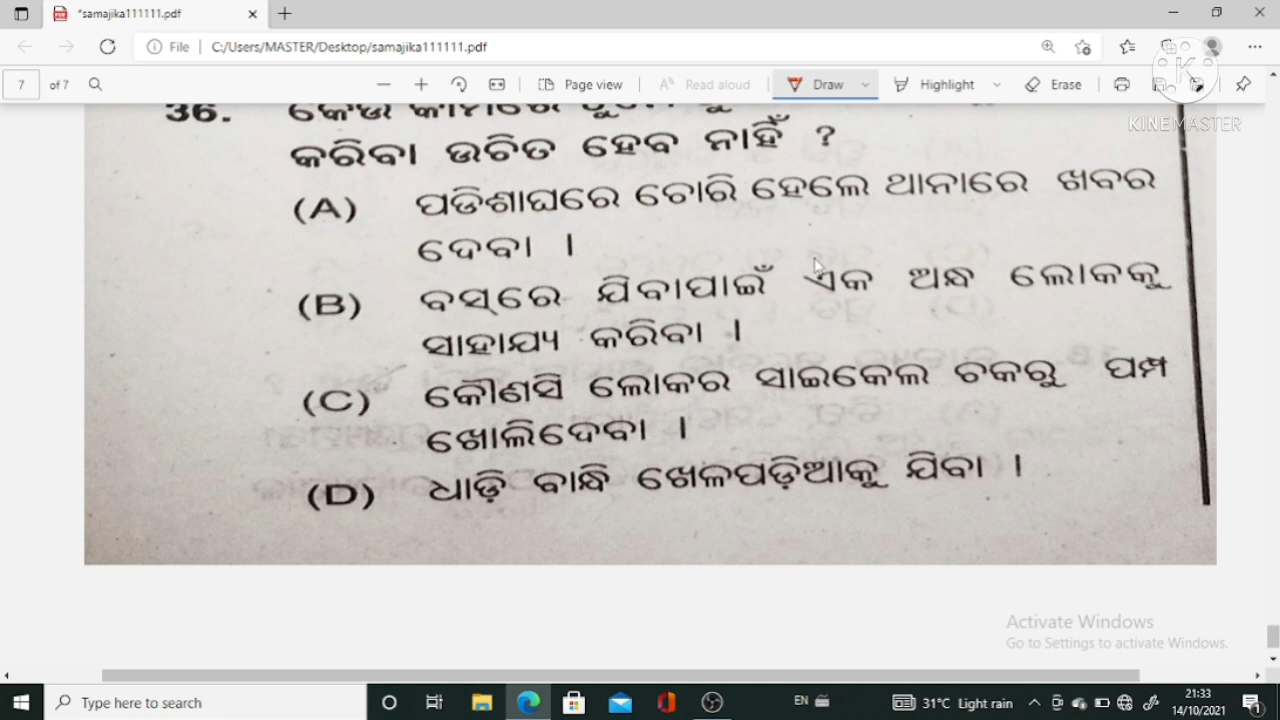 *samajika111111.pdf
File C:/Users/MASTER/Desktop/samajika111111.pdf
7 of 7 Page view Read aloud Draw Highlight Erase
KINEMASTER
36.
କରିବା ଉଚିତ ହେବ ନାହିଁ ?
(A) ପଡିଶାଘରେ ଚୋରି ହେଲେ ଥାନାରେ ଖବର
ଦେବା ।
(B) ବସ୍‌ରେ ଯିବାପାଇଁ ଏକ ଅନ୍ଧ ଲୋକକୁ
ସାହାଯ୍ୟ କରିବା ।
(C) କୌଣସି ଲୋକର ସାଇକେଲ ଚକରୁ ପମ୍ପ
ଖୋଲିଦେବା ।
(D) ଧାଡ଼ି ବାନ୍ଧି ଖେଳପଡ଼ିଆକୁ ଯିବା ।
Activate Windows
Go to Settings to activate Windows.
Type here to search EN 31°C Light rain 21:33
14/10/2021 1